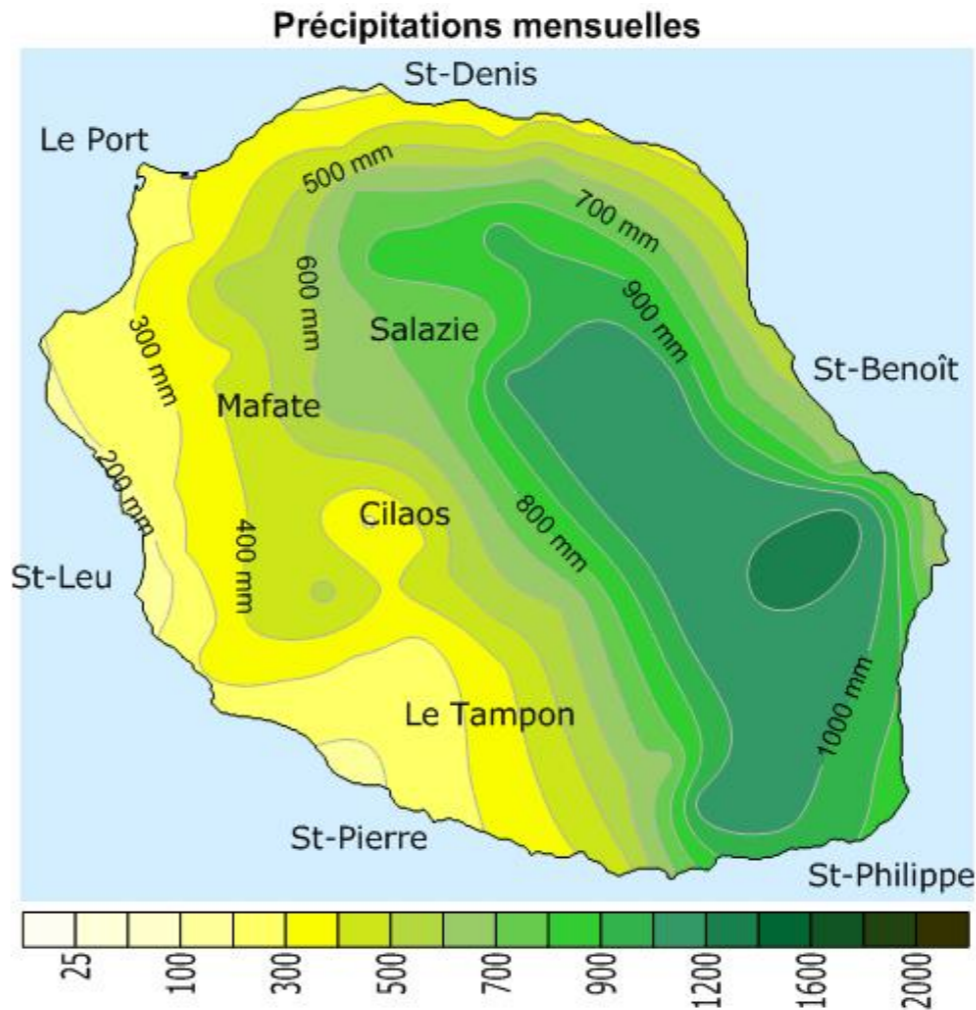 Précipitations mensuelles
St-Denis
Le Port
500 mm
700 mm
600 mm
900 mm
300 mm
Salazie
St-Benoît
Mafate
200 mm
Cilaos
800 mm
400 mm
St-Leu
1000 mm
Le Tampon
St-Pierre
St-Philippe
25 100 300 500 700 900 1200 1600 2000